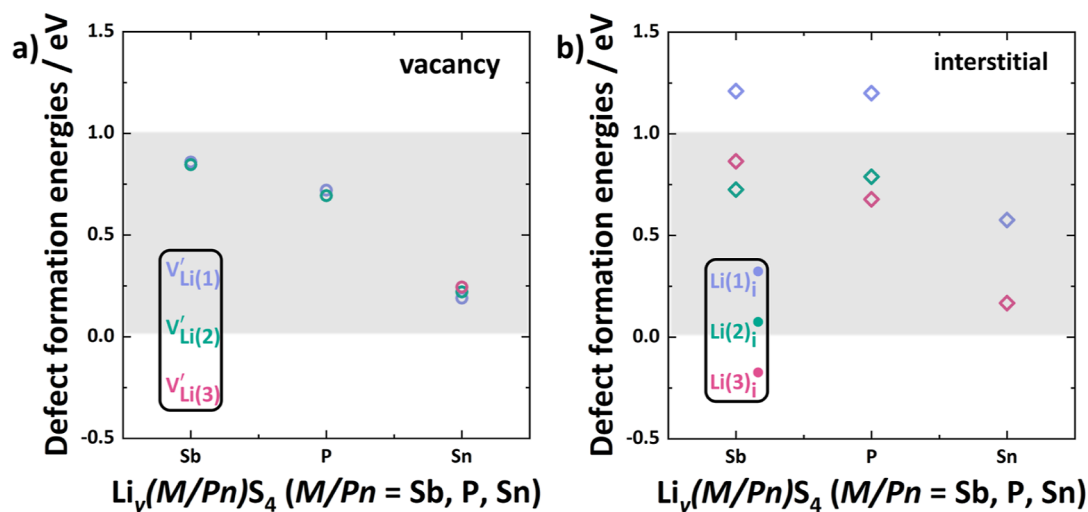 a)
Defect formation energies / eV
1.5
1.0
0.5
0.0
-0.5
vacancy
V′Li(1)
V′Li(2)
V′Li(3)
Sb P Sn
Liy(M/Pn)S4 (M/Pn = Sb, P, Sn)
b)
Defect formation energies / eV
1.5
1.0
0.5
0.0
-0.5
interstitial
Li(1)i•
Li(2)i•
Li(3)i•
Sb P Sn
Liy(M/Pn)S4 (M/Pn = Sb, P, Sn)